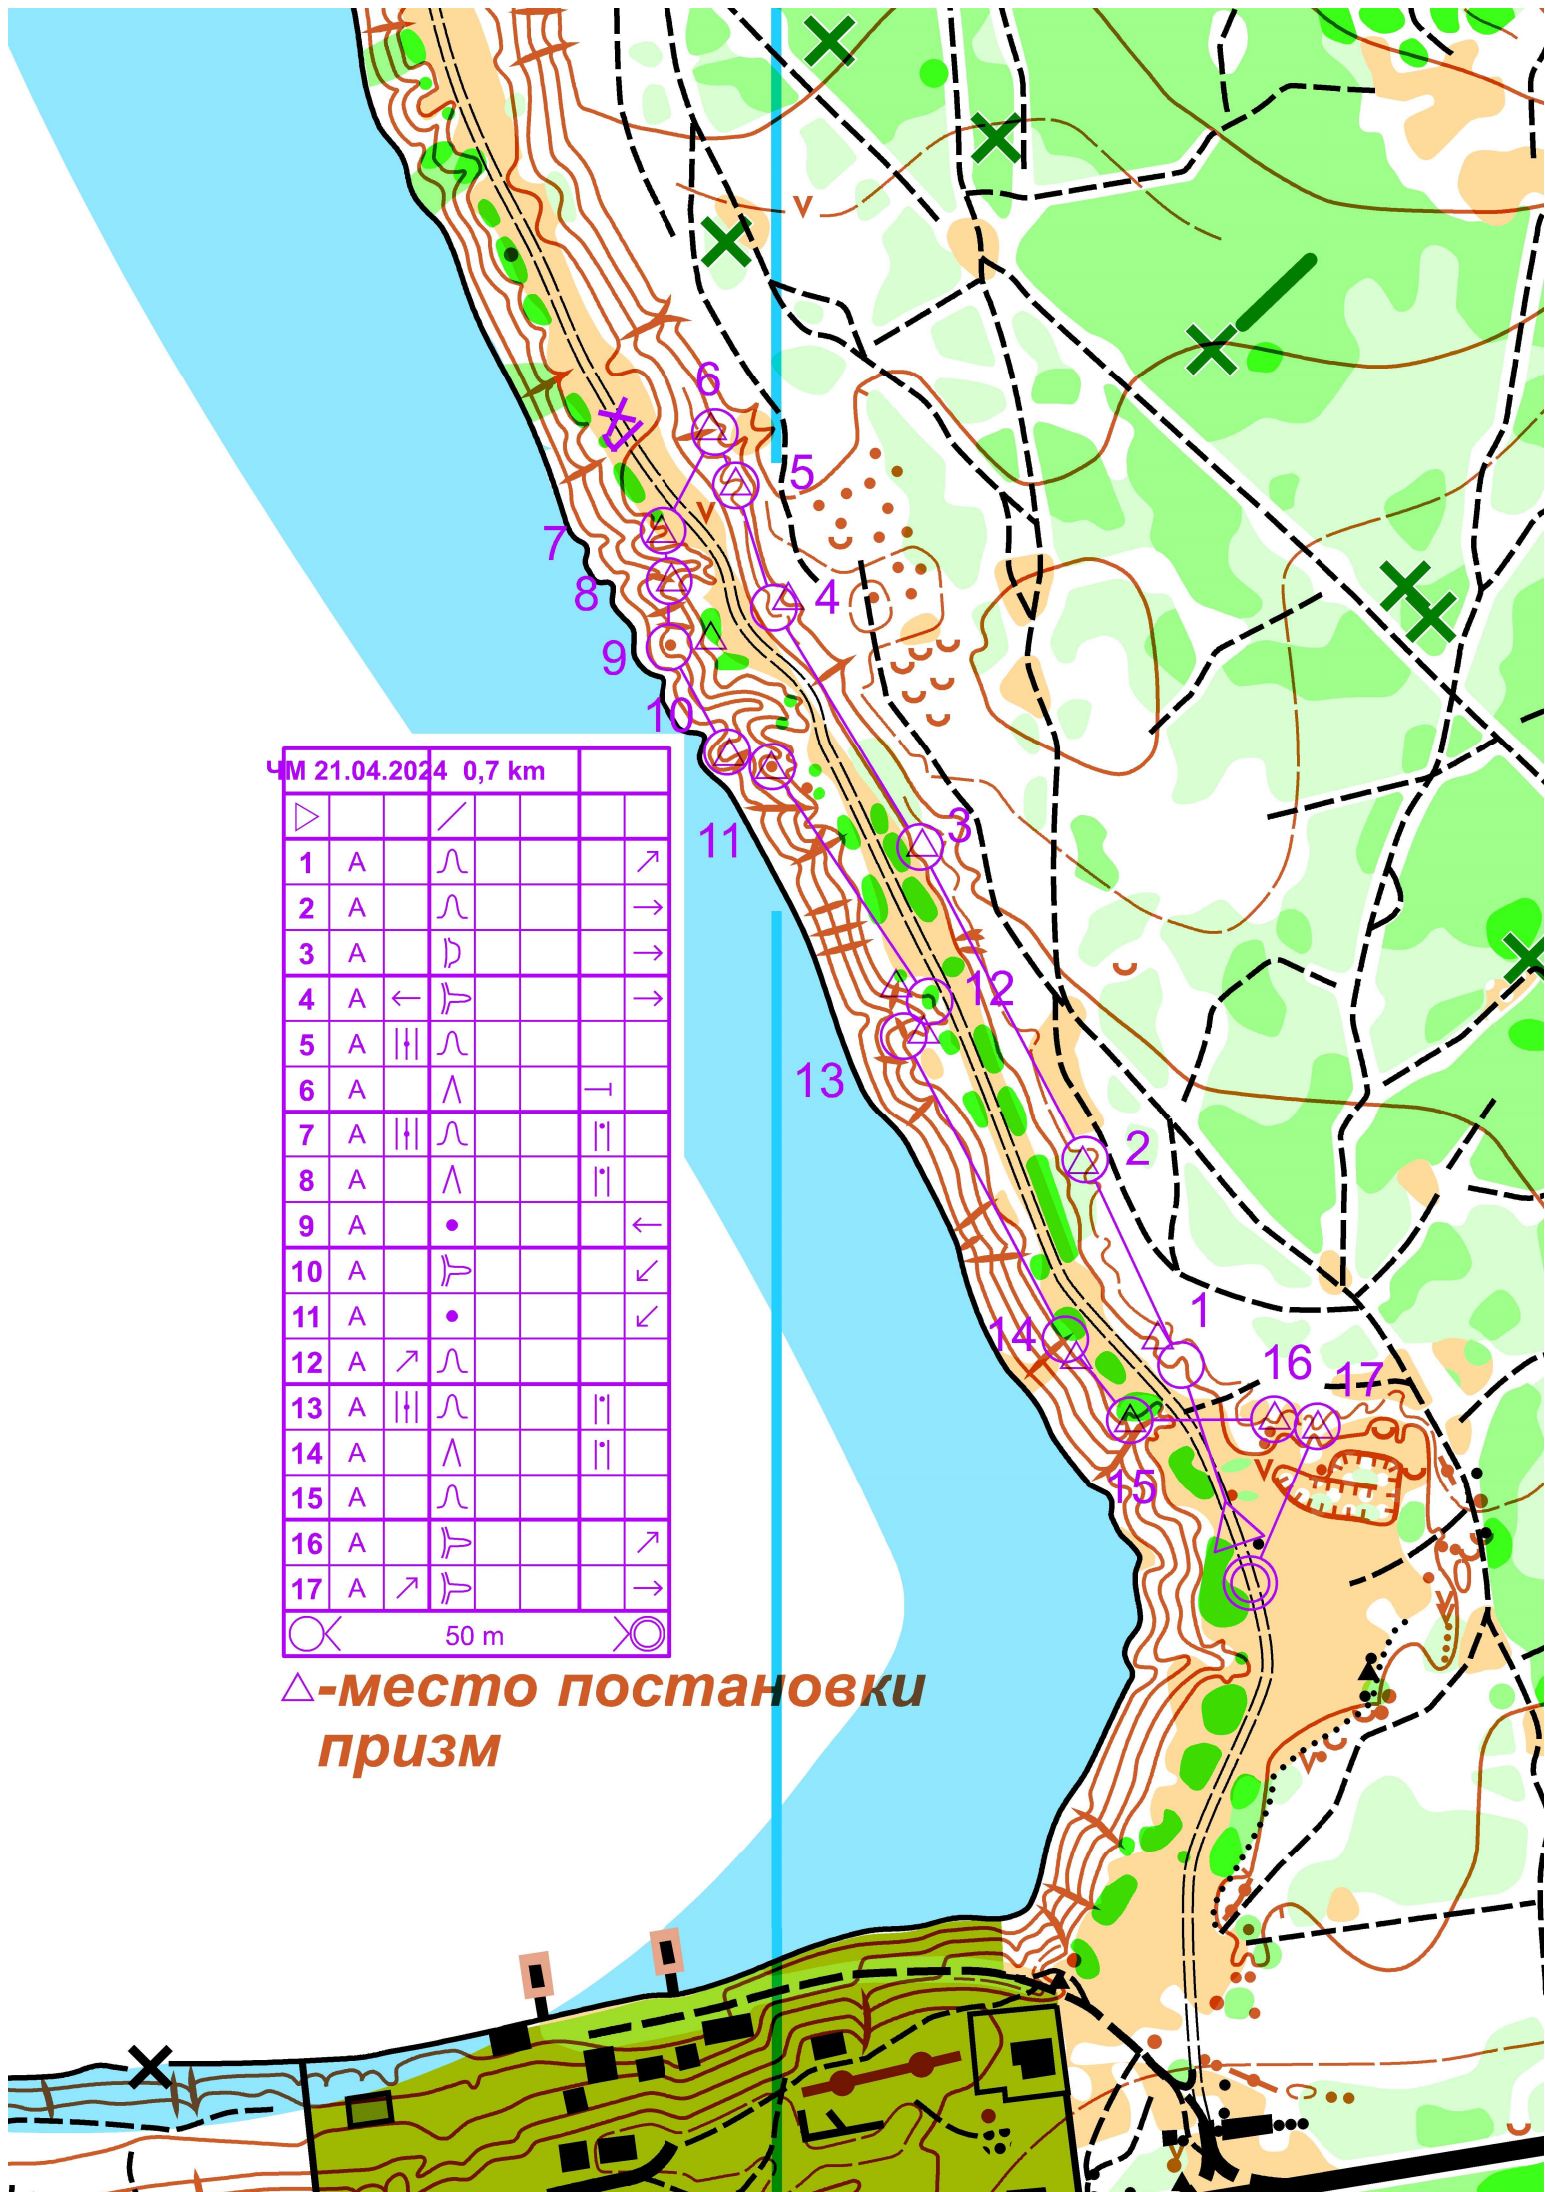 6
5
7
8
4
9
10
3
11
12
13
2
1
14
16
17
15
ЧМ 21.04.2024 0,7 km
1 A
2 A
3 A
4 A
5 A
6 A
7 A
8 A
9 A
10 A
11 A
12 A
13 A
14 A
15 A
16 A
17 A
50 m
-место постановки
призм